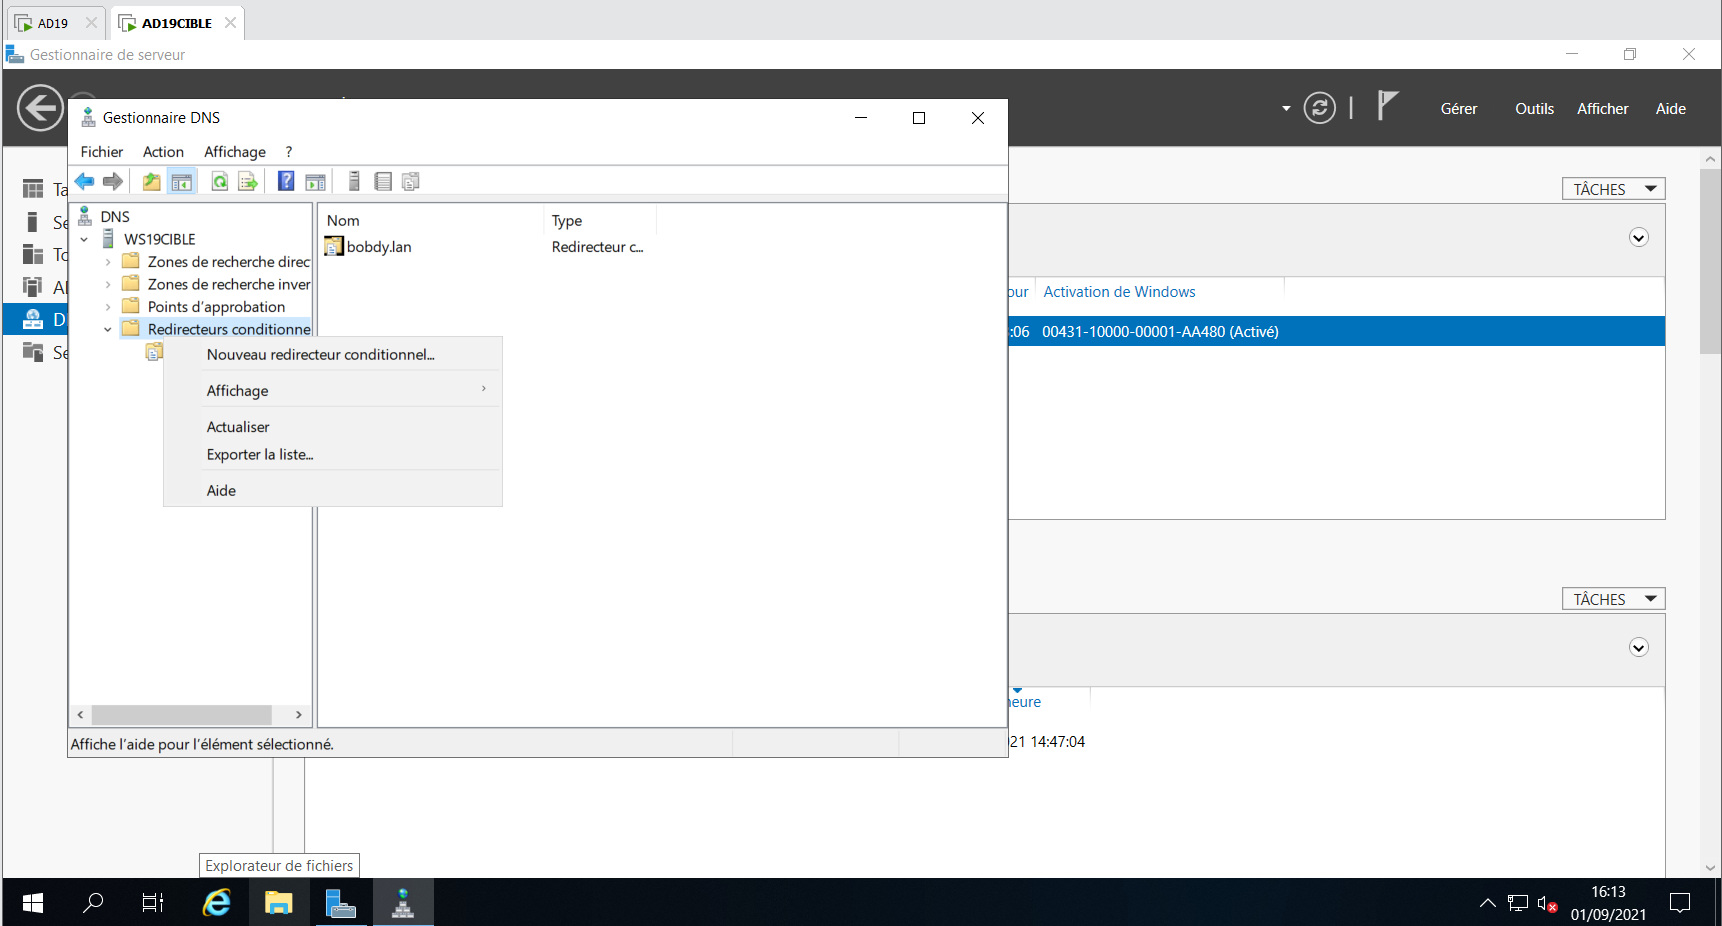 AD19
AD19CIBLE
Gestionnaire de serveur
Gérer
Outils
Afficher
Aide
Gestionnaire DNS
Fichier Action Affichage ?
DNS
WS19CIBLE
Zones de recherche direc
Zones de recherche inver
Points d'approbation
Redirecteurs conditionne
Nom Type
bobdy.lan Redirecteur c...
Nouveau redirecteur conditionnel...
Affichage
Actualiser
Exporter la liste...
Aide
Affiche l'aide pour l'élément sélectionné.
Ta
Se
To
Al
D
Se
TÂCHES
our Activation de Windows
:06 00431-10000-00001-AA480 (Activé)
TÂCHES
heure
21 14:47:04
Explorateur de fichiers
16:13
01/09/2021